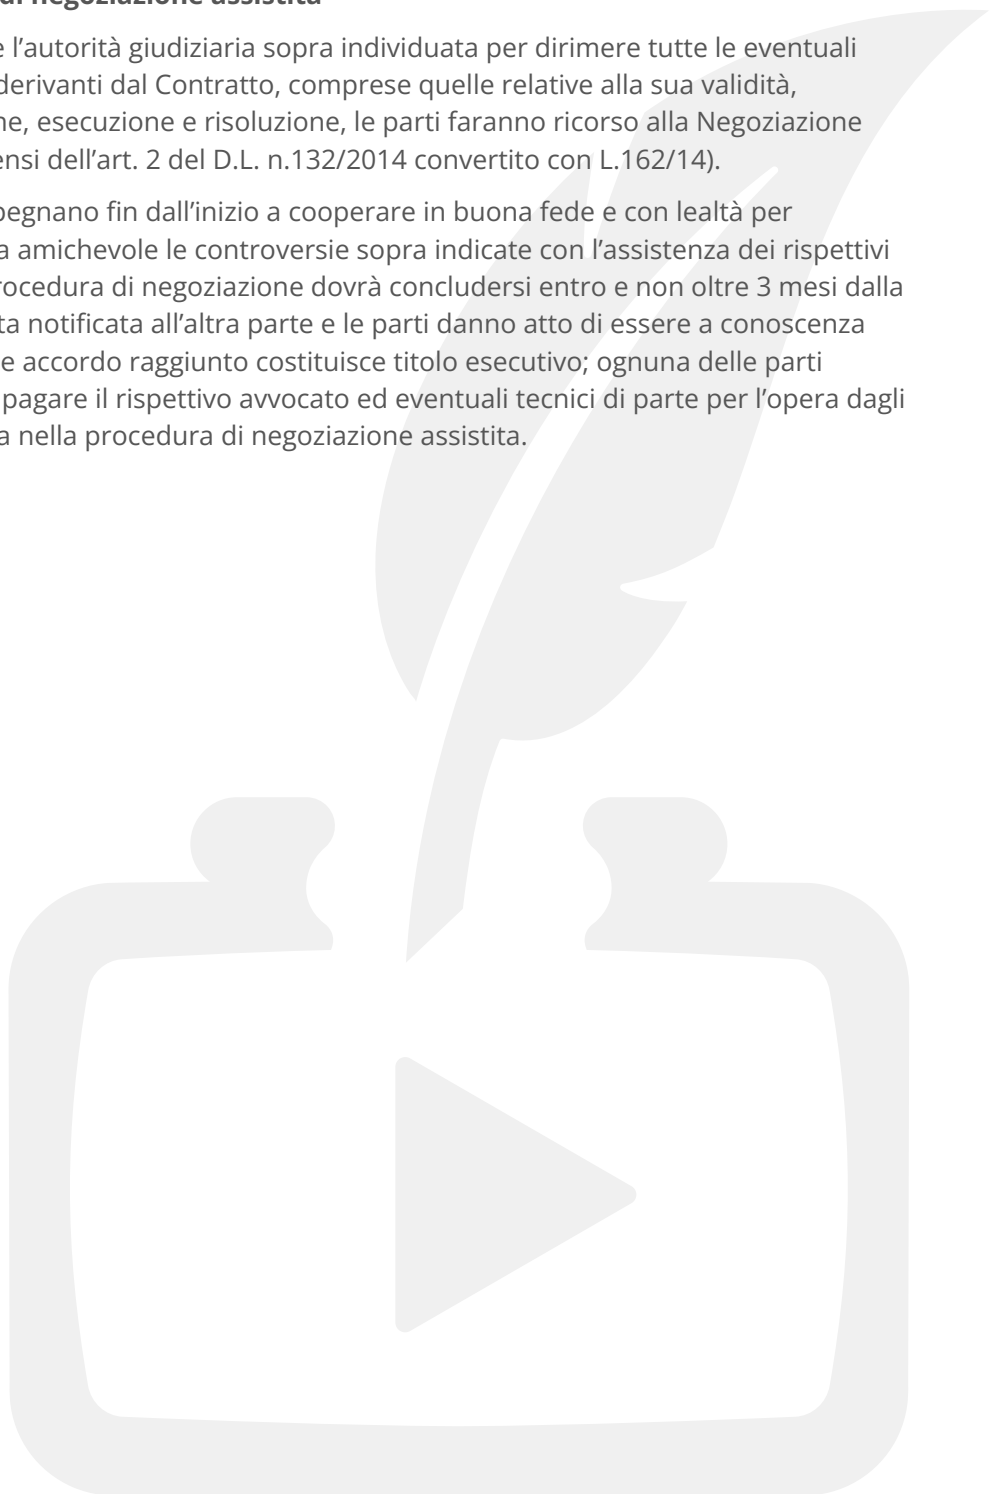 di negoziazione assistita
e l’autorità giudiziaria sopra individuata per dirimere tutte le eventuali
derivanti dal Contratto, comprese quelle relative alla sua validità,
ne, esecuzione e risoluzione, le parti faranno ricorso alla Negoziazione
ensi dell’art. 2 del D.L. n.132/2014 convertito con L.162/14).
pegnano fin dall’inizio a cooperare in buona fede e con lealtà per
a amichevole le controversie sopra indicate con l’assistenza dei rispettivi
rocedura di negoziazione dovrà concludersi entro e non oltre 3 mesi dalla
ta notificata all’altra parte e le parti danno atto di essere a conoscenza
e accordo raggiunto costituisce titolo esecutivo; ognuna delle parti
pagare il rispettivo avvocato ed eventuali tecnici di parte per l’opera dagli
a nella procedura di negoziazione assistita.